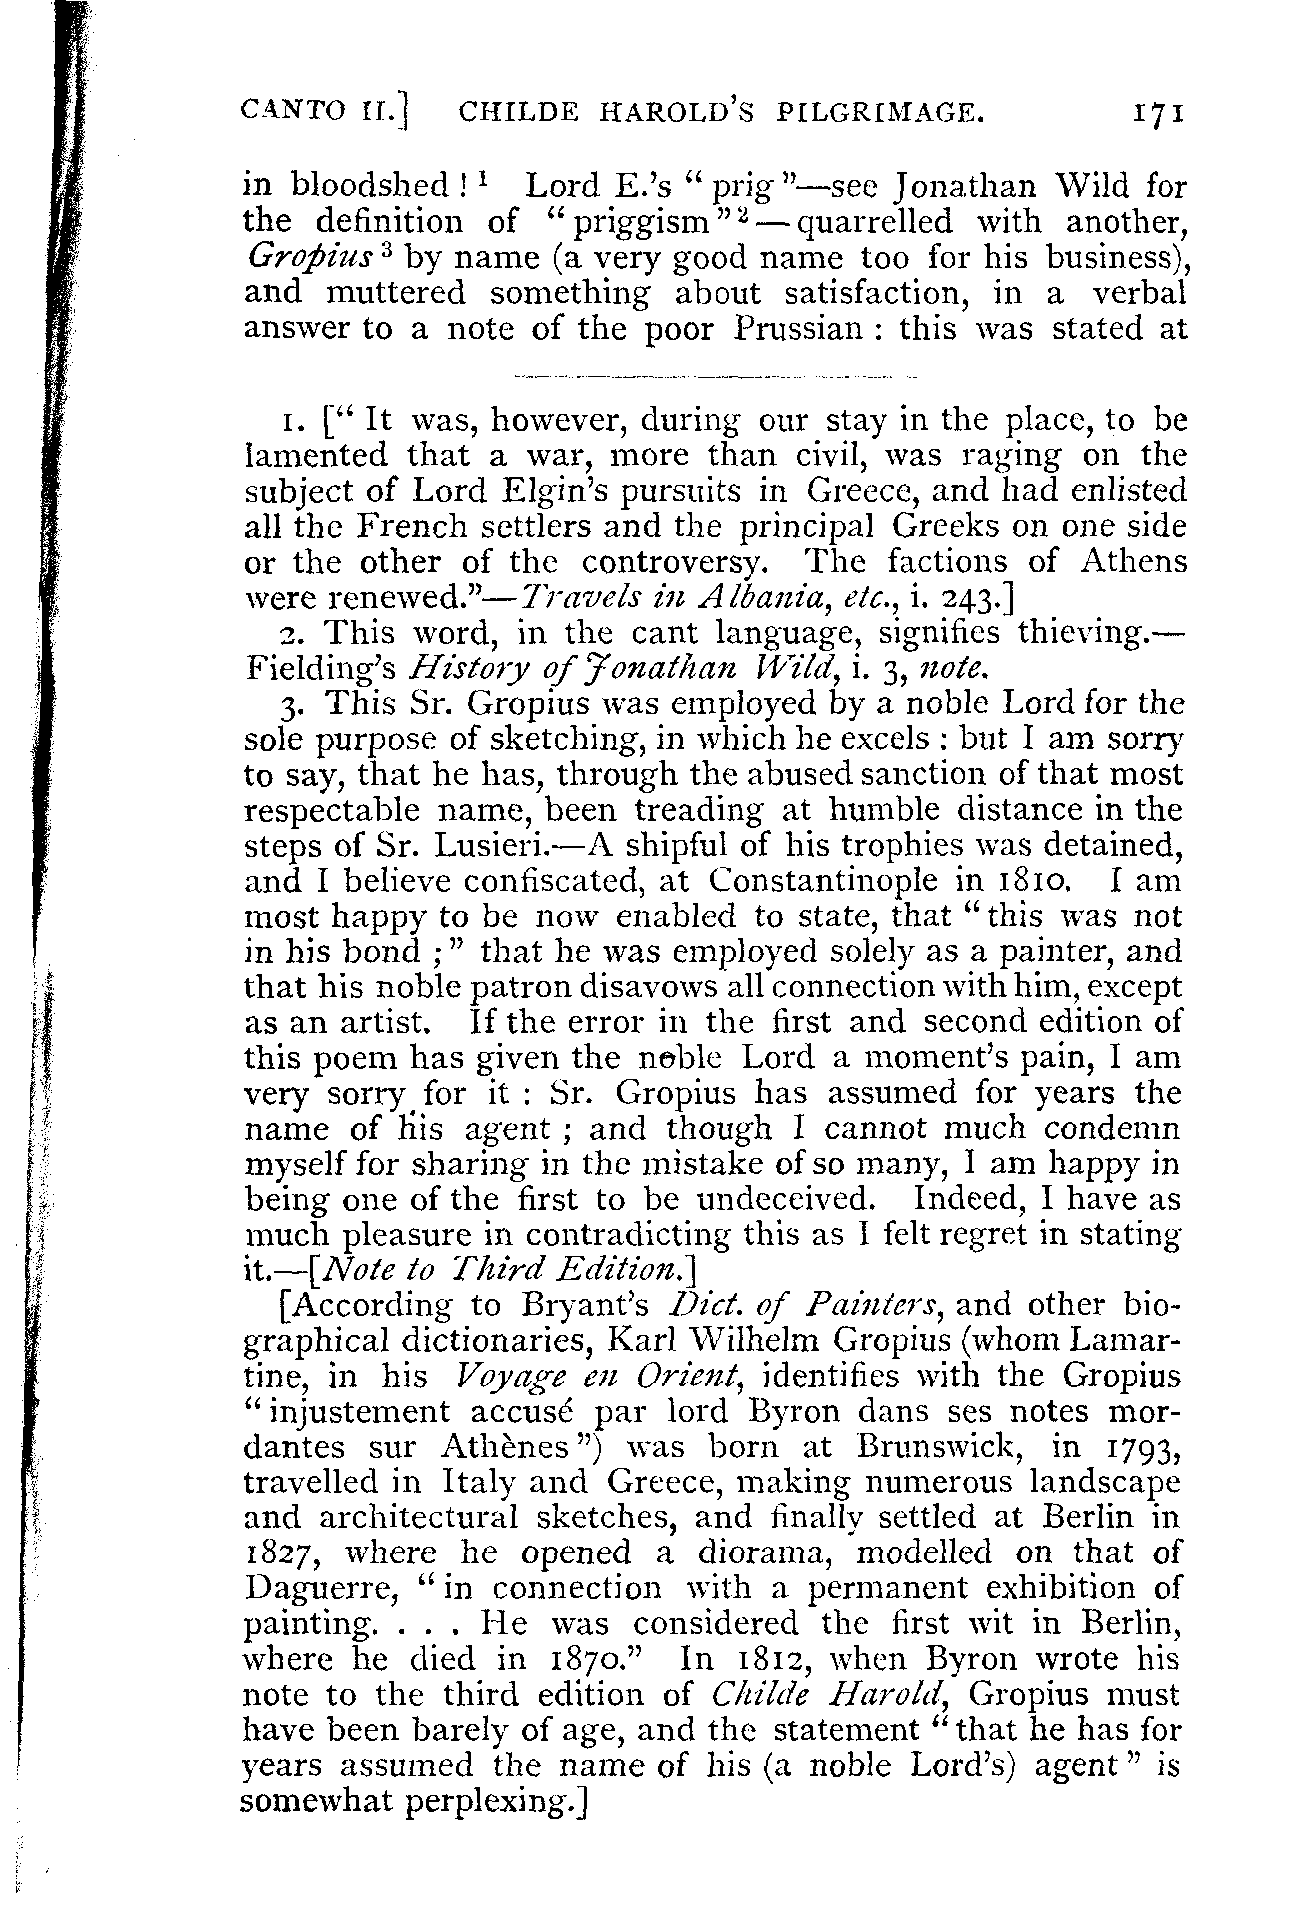 CANTO II.] CHILDE HAROLD'S PILGRIMAGE. 171
in bloodshed!¹ Lord E.'s "prig"—see Jonathan Wild for
the definition of "priggism"²—quarrelled with another,
Gropius³ by name (a very good name too for his business),
and muttered something about satisfaction, in a verbal
answer to a note of the poor Prussian: this was stated at
1. ["It was, however, during our stay in the place, to be
lamented that a war, more than civil, was raging on the
subject of Lord Elgin's pursuits in Greece, and had enlisted
all the French settlers and the principal Greeks on one side
or the other of the controversy. The factions of Athens
were renewed."—Travels in Albania, etc., i. 243.]
2. This word, in the cant language, signifies thieving.—
Fielding's History of Jonathan Wild, i. 3, note.
3. This Sr. Gropius was employed by a noble Lord for the
sole purpose of sketching, in which he excels: but I am sorry
to say, that he has, through the abused sanction of that most
respectable name, been treading at humble distance in the
steps of Sr. Lusieri.—A shipful of his trophies was detained,
and I believe confiscated, at Constantinople in 1810. I am
most happy to be now enabled to state, that "this was not
in his bond;" that he was employed solely as a painter, and
that his noble patron disavows all connection with him, except
as an artist. If the error in the first and second edition of
this poem has given the noble Lord a moment's pain, I am
very sorry for it: Sr. Gropius has assumed for years the
name of his agent; and though I cannot much condemn
myself for sharing in the mistake of so many, I am happy in
being one of the first to be undeceived. Indeed, I have as
much pleasure in contradicting this as I felt regret in stating
it.—[Note to Third Edition.]
[According to Bryant's Dict. of Painters, and other bio-
graphical dictionaries, Karl Wilhelm Gropius (whom Lamar-
tine, in his Voyage en Orient, identifies with the Gropius
"injustement accusé par lord Byron dans ses notes mor-
dantes sur Athènes") was born at Brunswick, in 1793,
travelled in Italy and Greece, making numerous landscape
and architectural sketches, and finally settled at Berlin in
1827, where he opened a diorama, modelled on that of
Daguerre, "in connection with a permanent exhibition of
painting. . . . He was considered the first wit in Berlin,
where he died in 1870." In 1812, when Byron wrote his
note to the third edition of Childe Harold, Gropius must
have been barely of age, and the statement "that he has for
years assumed the name of his (a noble Lord's) agent" is
somewhat perplexing.]